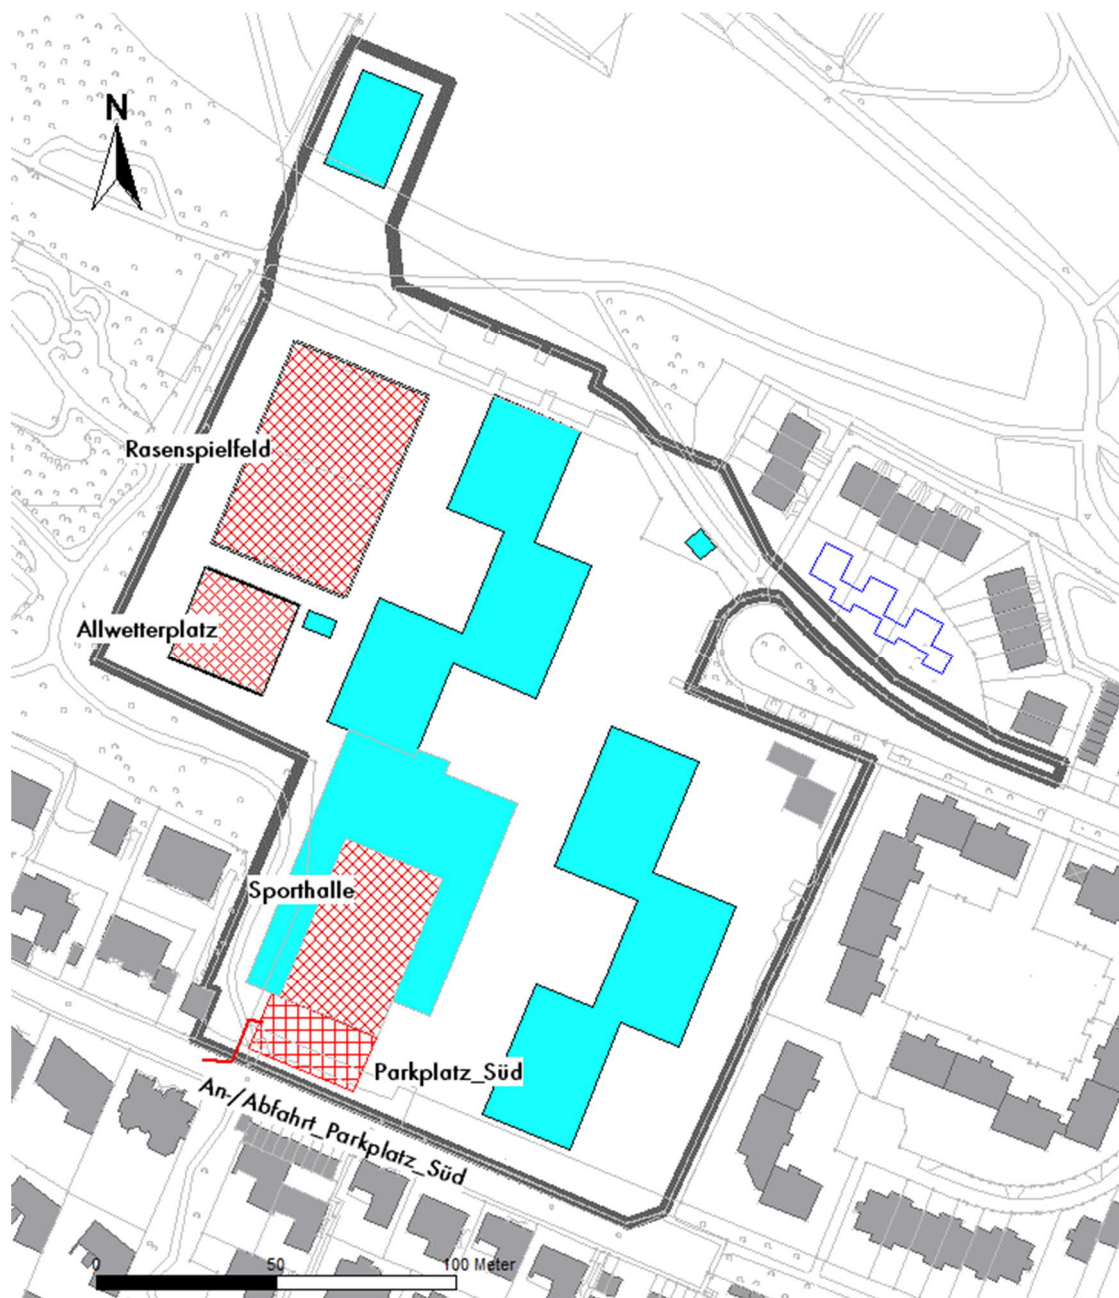 N
Rasenspielfeld
Allwetterplatz
Sporthalle
Parkplatz_Süd
An-/Abfahrt_Parkplatz_Süd
0 50 100 Meter